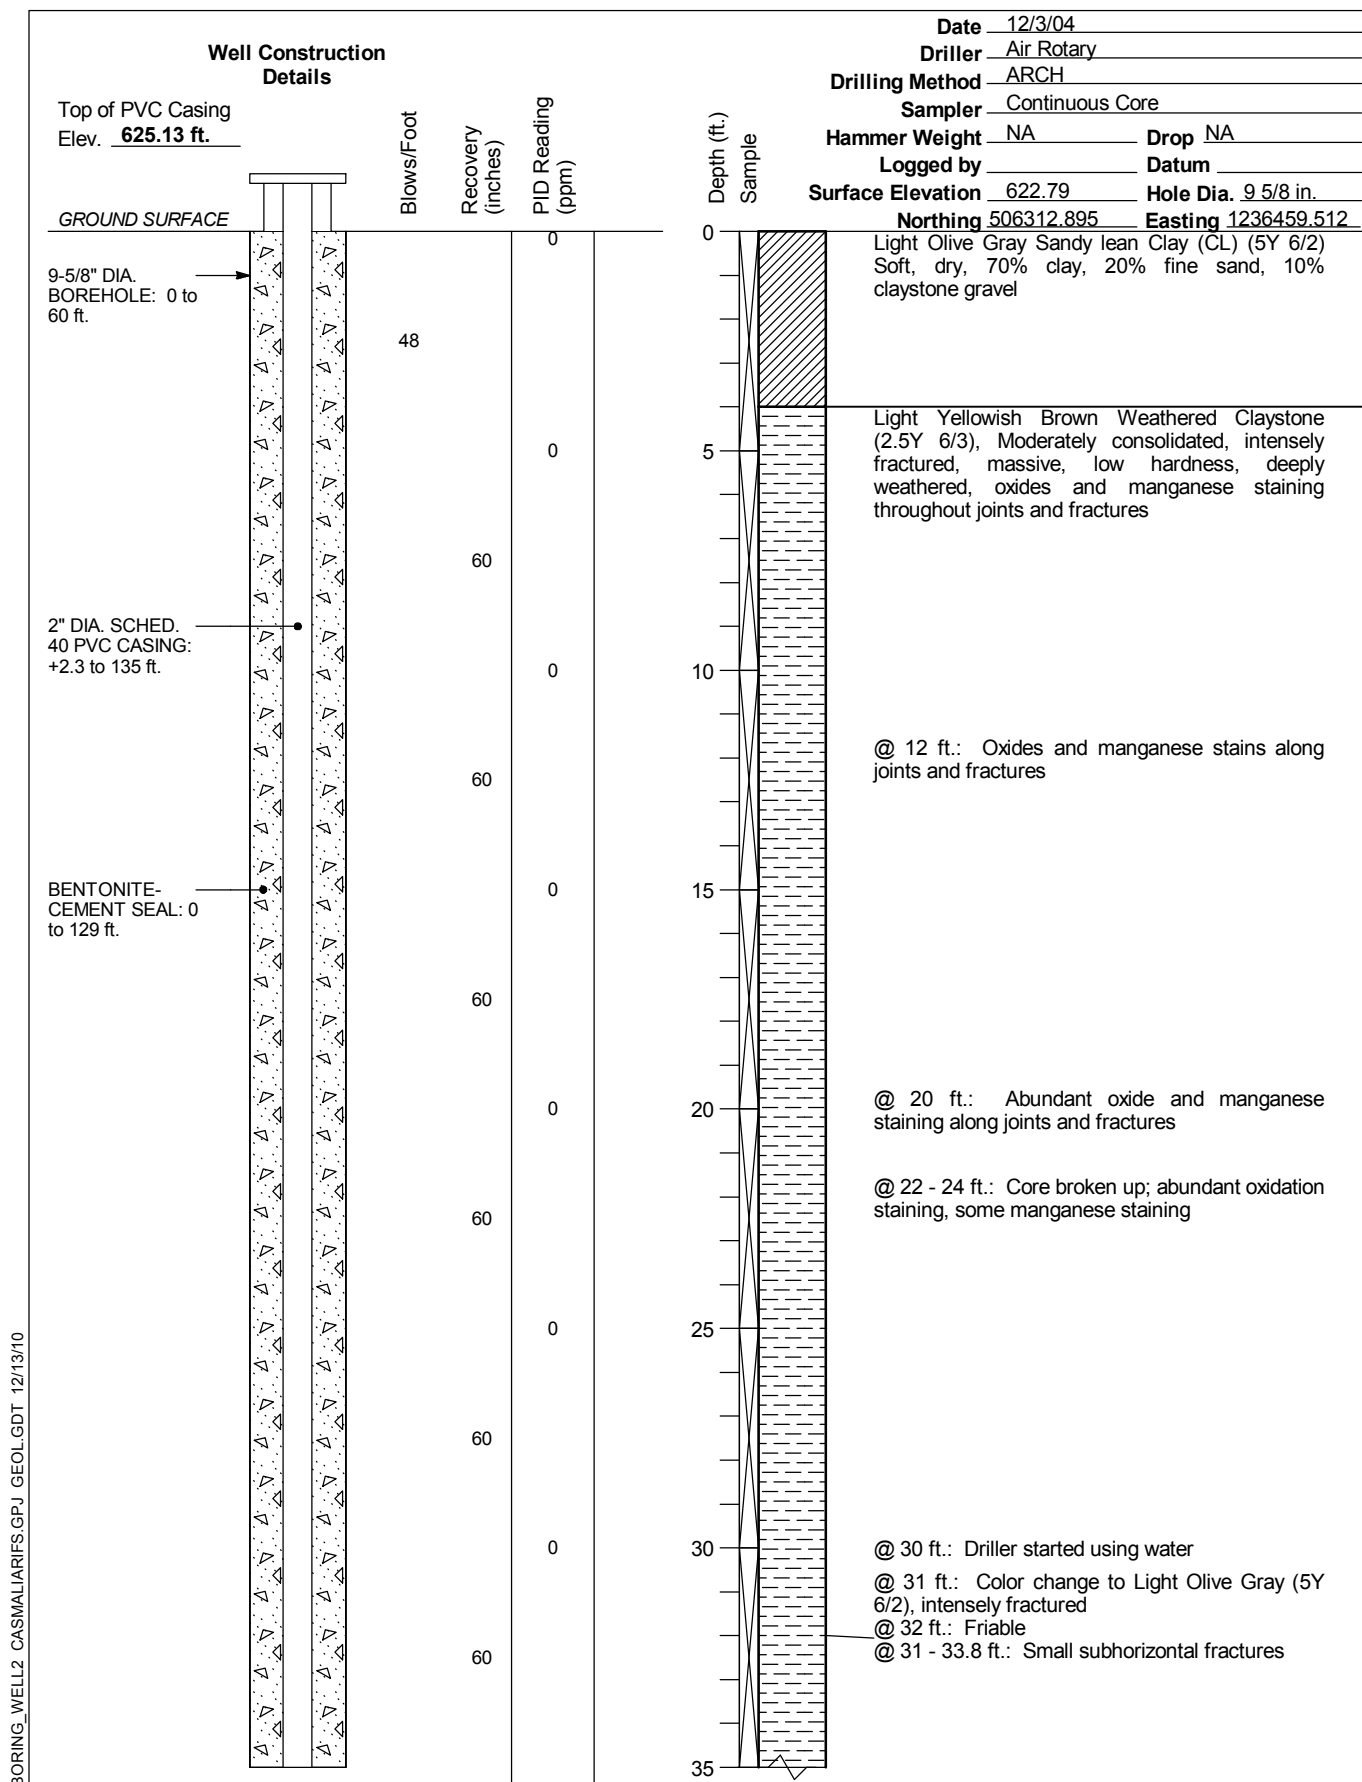 Well Construction
Details
Top of PVC Casing
Elev. 625.13 ft.
GROUND SURFACE
Blows/Foot
Recovery
(inches)
PID Reading
(ppm)
Depth (ft.)
Sample
Date 12/3/04
Driller Air Rotary
Drilling Method ARCH
Sampler Continuous Core
Hammer Weight NA Drop NA
Logged by Datum
Surface Elevation 622.79 Hole Dia. 9 5/8 in.
Northing 506312.895 Easting 1236459.512
9-5/8" DIA.
BOREHOLE: 0 to
60 ft.
2" DIA. SCHED.
40 PVC CASING:
+2.3 to 135 ft.
BENTONITE-
CEMENT SEAL: 0
to 129 ft.
48
60
60
60
60
60
60
0
0
0
0
0
0
0
0
5
10
15
20
25
30
35
Light Olive Gray Sandy lean Clay (CL) (5Y 6/2)
Soft, dry, 70% clay, 20% fine sand, 10%
claystone gravel
Light Yellowish Brown Weathered Claystone
(2.5Y 6/3), Moderately consolidated, intensely
fractured, massive, low hardness, deeply
weathered, oxides and manganese staining
throughout joints and fractures
@ 12 ft.: Oxides and manganese stains along
joints and fractures
@ 20 ft.: Abundant oxide and manganese
staining along joints and fractures
@ 22 - 24 ft.: Core broken up; abundant oxidation
staining, some manganese staining
@ 30 ft.: Driller started using water
@ 31 ft.: Color change to Light Olive Gray (5Y
6/2), intensely fractured
@ 32 ft.: Friable
@ 31 - 33.8 ft.: Small subhorizontal fractures
BORING_WELL2 CASMALIARIFS.GPJ GEOL.GDT 12/13/10